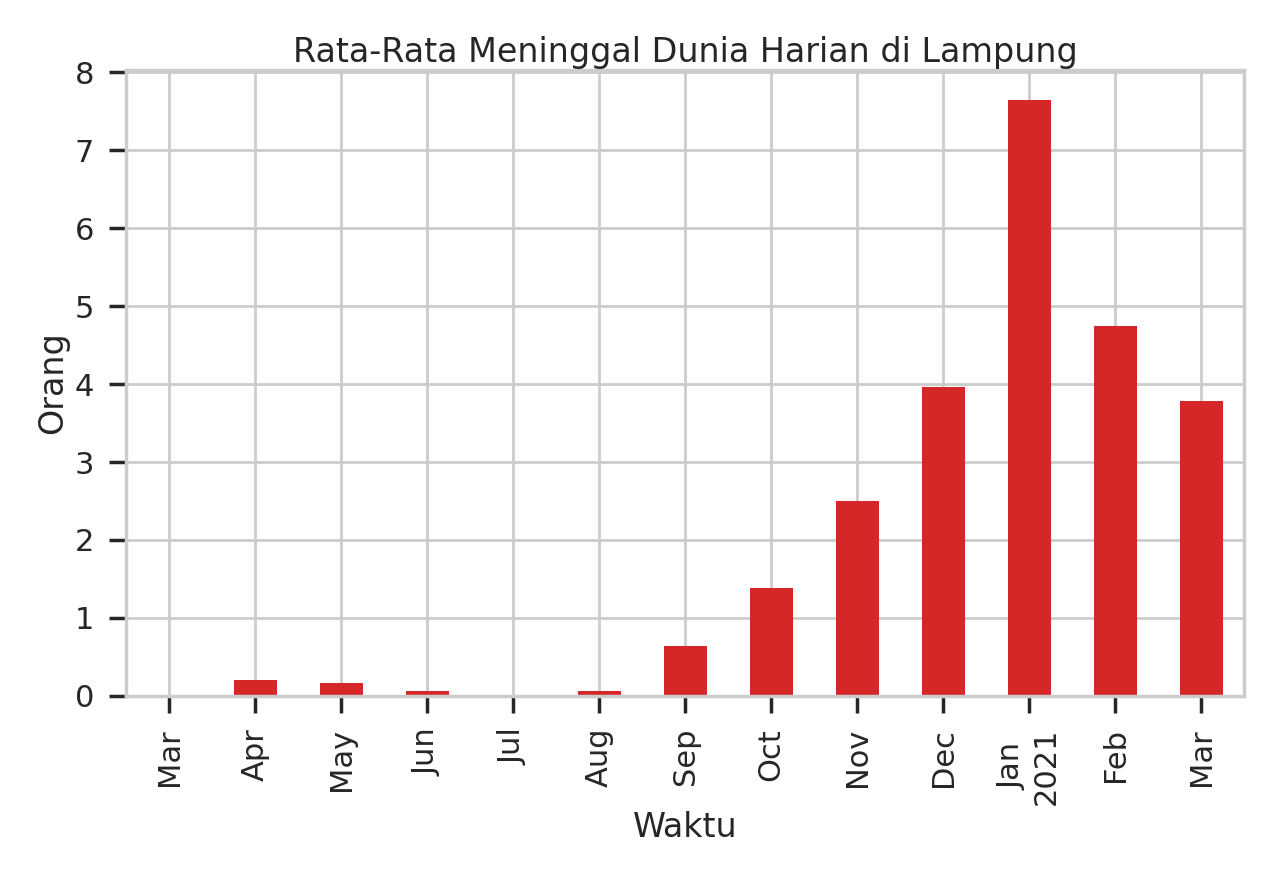 Rata-Rata Meninggal Dunia Harian di Lampung
8
7
6
5
4
3
2
1
0
Orang
Mar
Apr
May
Jun
Jul
Aug
Sep
Oct
Nov
Dec
Jan
2021
Feb
Mar
Waktu